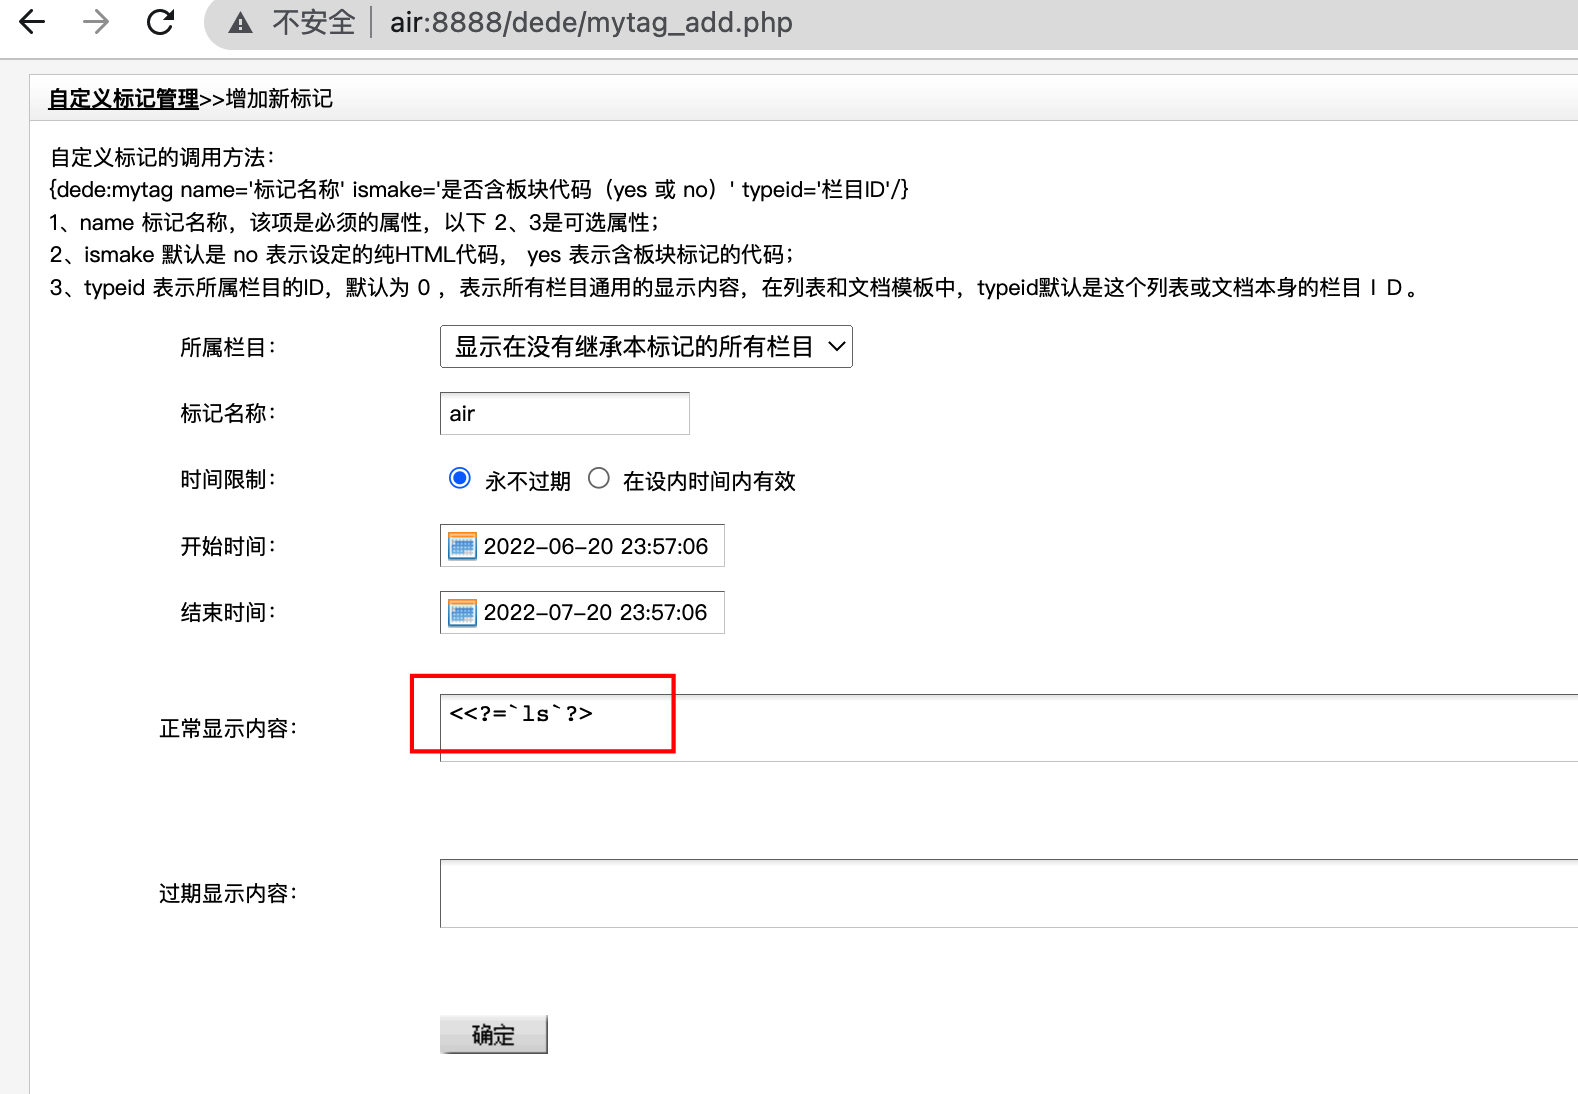 不安全 | air:8888/dede/mytag_add.php
自定义标记管理>>增加新标记
自定义标记的调用方法：
{dede:mytag name='标记名称' ismake='是否含板块代码（yes 或 no）' typeid='栏目ID'/}
1、name 标记名称，该项是必须的属性，以下 2、3是可选属性；
2、ismake 默认是 no 表示设定的纯HTML代码， yes 表示含板块标记的代码；
3、typeid 表示所属栏目的ID，默认为 0 ，表示所有栏目通用的显示内容，在列表和文档模板中，typeid默认是这个列表或文档本身的栏目ＩＤ。
所属栏目： 显示在没有继承本标记的所有栏目
标记名称： air
时间限制： 永不过期 在设内时间内有效
开始时间： 2022-06-20 23:57:06
结束时间： 2022-07-20 23:57:06
正常显示内容： <<?=`ls`?>
过期显示内容：
确定